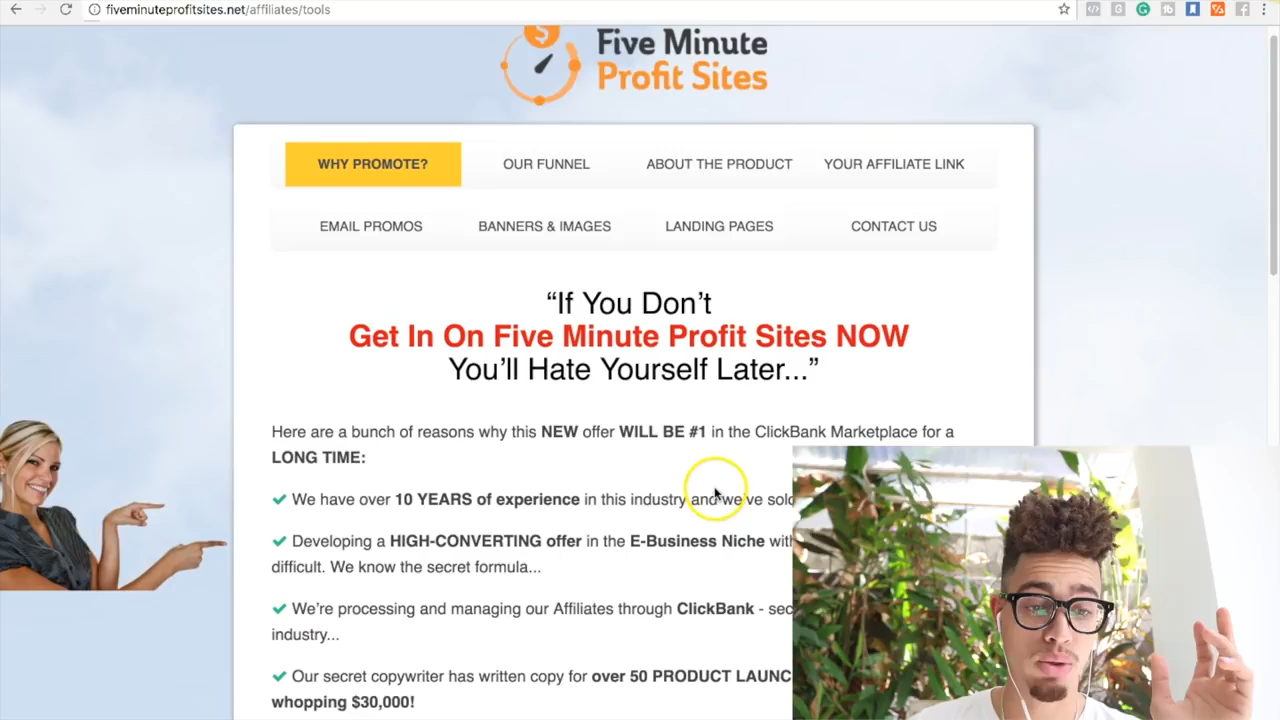 fiveminuteprofitsites.net/affiliates/tools
Five Minute
Profit Sites
WHY PROMOTE?
OUR FUNNEL
ABOUT THE PRODUCT
YOUR AFFILIATE LINK
EMAIL PROMOS
BANNERS & IMAGES
LANDING PAGES
CONTACT US
“If You Don’t
Get In On Five Minute Profit Sites NOW
You’ll Hate Yourself Later...”
Here are a bunch of reasons why this NEW offer WILL BE #1 in the ClickBank Marketplace for a
LONG TIME:
We have over 10 YEARS of experience in this industry and we’ve sold
Developing a HIGH-CONVERTING offer in the E-Business Niche with
difficult. We know the secret formula...
We’re processing and managing our Affiliates through ClickBank -
industry...
Our secret copywriter has written copy for over 50 PRODUCT
whopping $30,000!